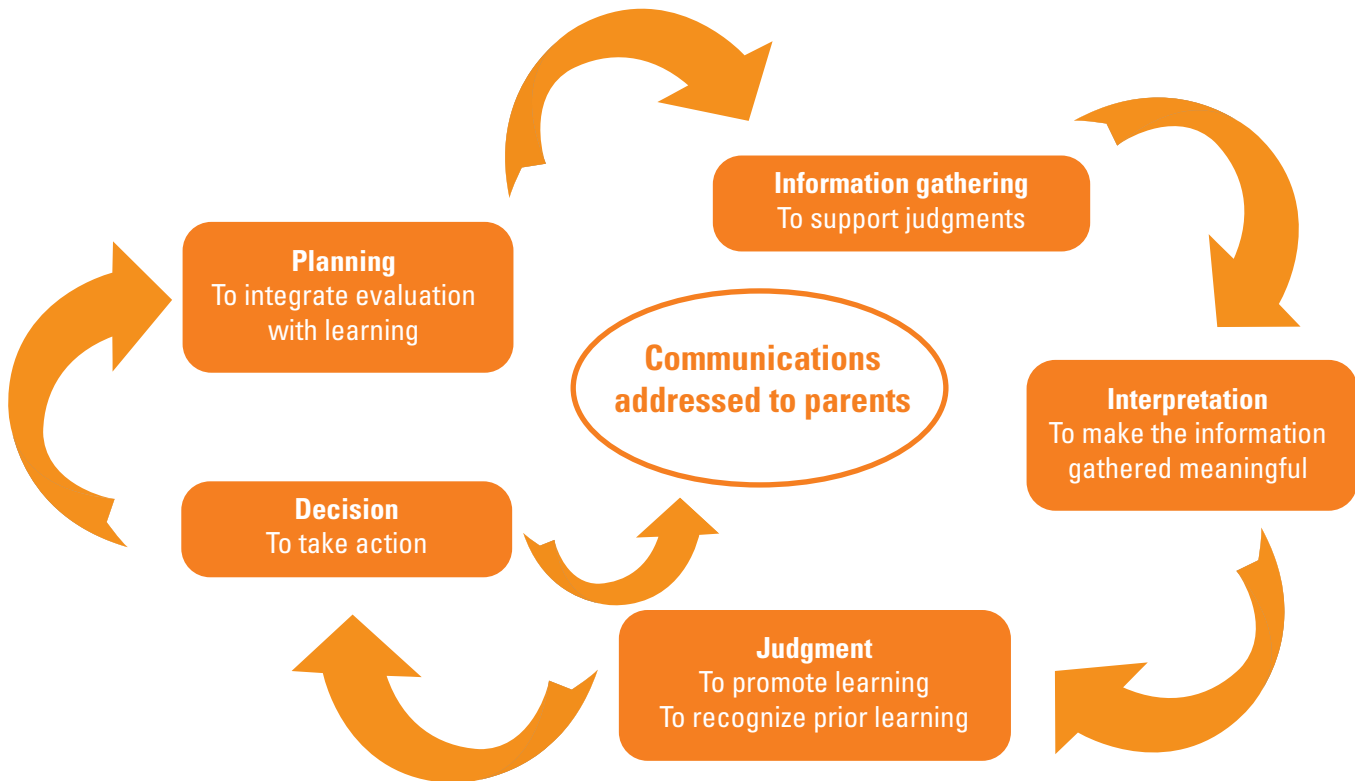 Information gathering
To support judgments
Planning
To integrate evaluation
with learning
Communications
addressed to parents
Interpretation
To make the information
gathered meaningful
Decision
To take action
Judgment
To promote learning
To recognize prior learning